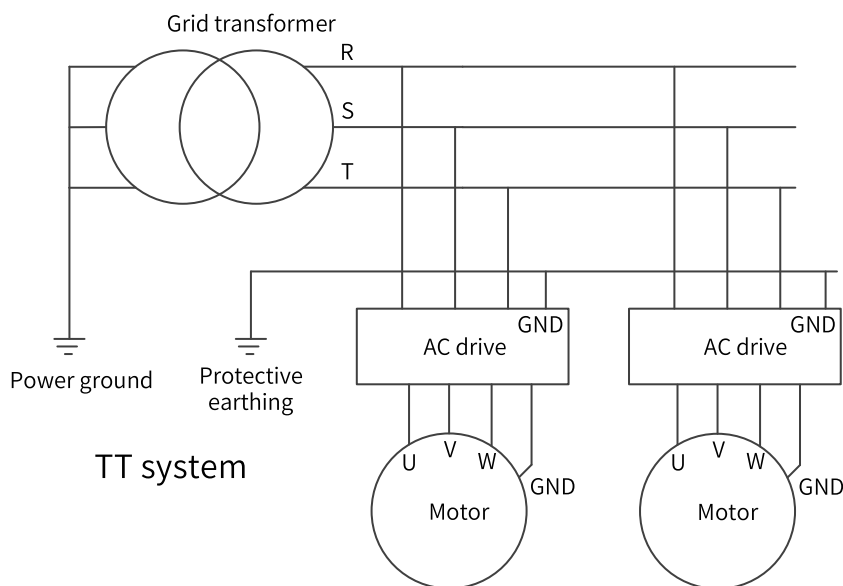 Grid transformer
R
S
T
GND
GND
AC drive
AC drive
Power ground
Protective
earthing
TT system
U
V
W
GND
U
V
W
GND
Motor
Motor